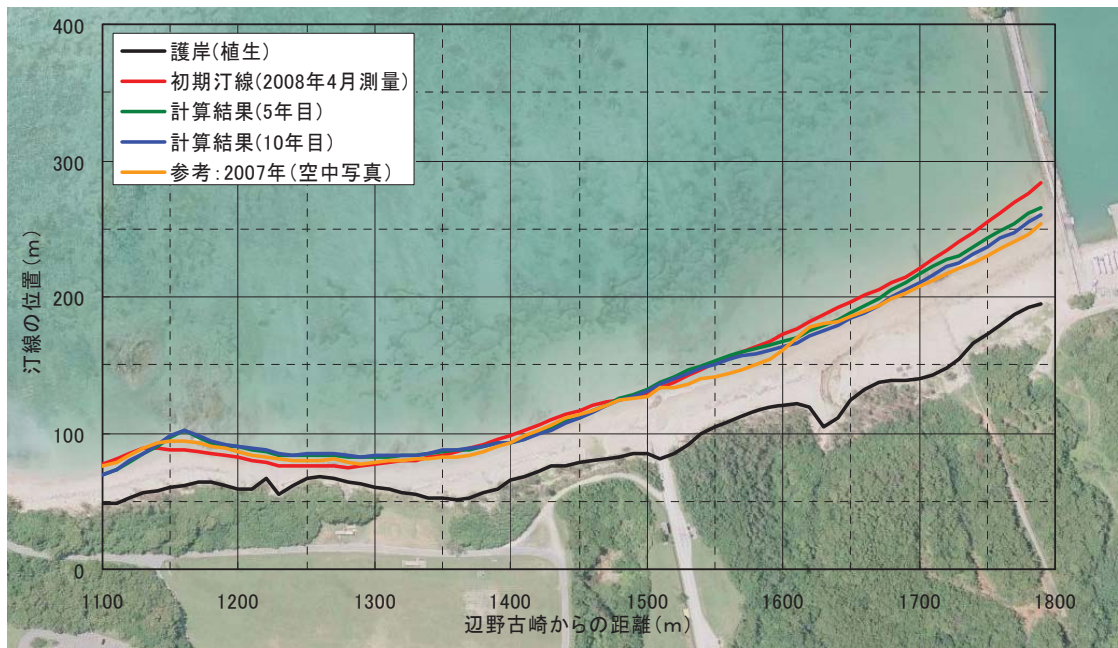 400
護岸(植生)
初期汀線(2008年4月測量)
計算結果(5年目)
計算結果(10年目)
参考:2007年(空中写真)
300
汀線の位置(m)
200
100
0
1100 1200 1300 1400 1500 1600 1700 1800
辺野古崎からの距離(m)